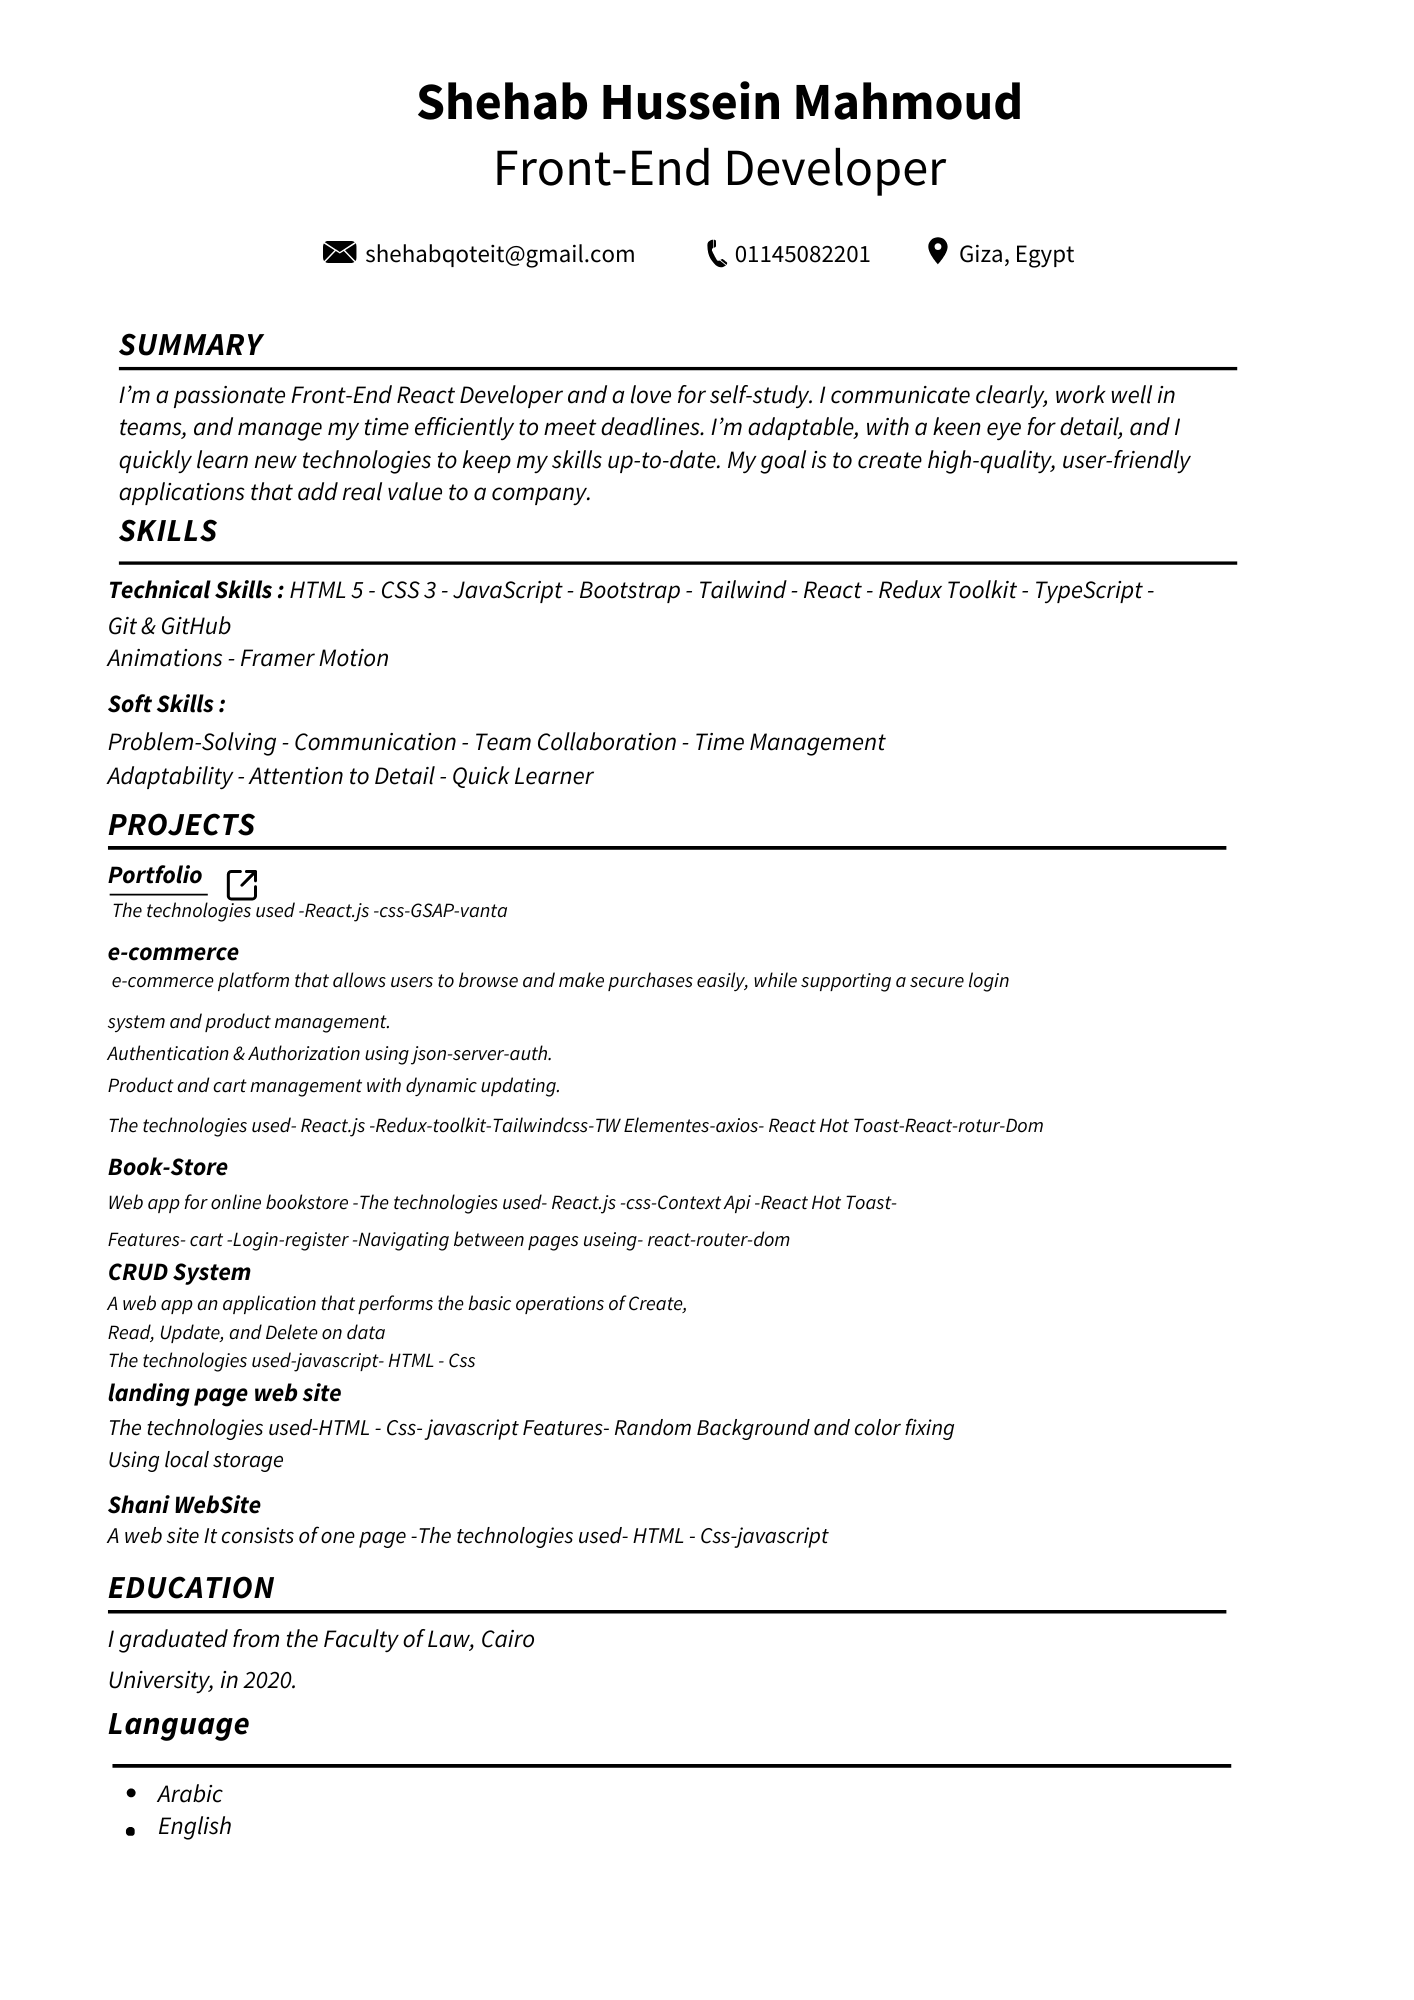 Shehab Hussein Mahmoud
Front-End Developer
shehabqoteit@gmail.com 01145082201 Giza, Egypt
SUMMARY
I’m a passionate Front-End React Developer and a love for self-study. I communicate clearly, work well in
teams, and manage my time efficiently to meet deadlines. I’m adaptable, with a keen eye for detail, and I
quickly learn new technologies to keep my skills up-to-date. My goal is to create high-quality, user-friendly
applications that add real value to a company.
SKILLS
Technical Skills : HTML 5 - CSS 3 - JavaScript - Bootstrap - Tailwind - React - Redux Toolkit - TypeScript -
Git & GitHub
Animations - Framer Motion
Soft Skills :
Problem-Solving - Communication - Team Collaboration - Time Management
Adaptability - Attention to Detail - Quick Learner
PROJECTS
Portfolio
The technologies used -React.js -css-GSAP-vanta
e-commerce
e-commerce platform that allows users to browse and make purchases easily, while supporting a secure login
system and product management.
Authentication & Authorization using json-server-auth.
Product and cart management with dynamic updating.
The technologies used- React.js -Redux-toolkit-Tailwindcss-TW Elementes-axios- React Hot Toast-React-rotur-Dom
Book-Store
Web app for online bookstore -The technologies used- React.js -css-Context Api -React Hot Toast-
Features- cart -Login-register -Navigating between pages useing- react-router-dom
CRUD System
A web app an application that performs the basic operations of Create,
Read, Update, and Delete on data
The technologies used-javascript- HTML - Css
landing page web site
The technologies used-HTML - Css- javascript Features- Random Background and color fixing
Using local storage
Shani WebSite
A web site It consists of one page -The technologies used- HTML - Css-javascript
EDUCATION
I graduated from the Faculty of Law, Cairo
University, in 2020.
Language
• Arabic
• English